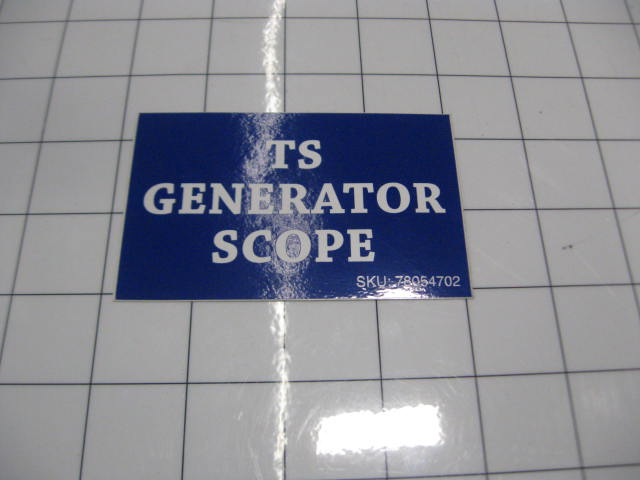 TS
GENERATOR
SCOPE
SKU: 78054702